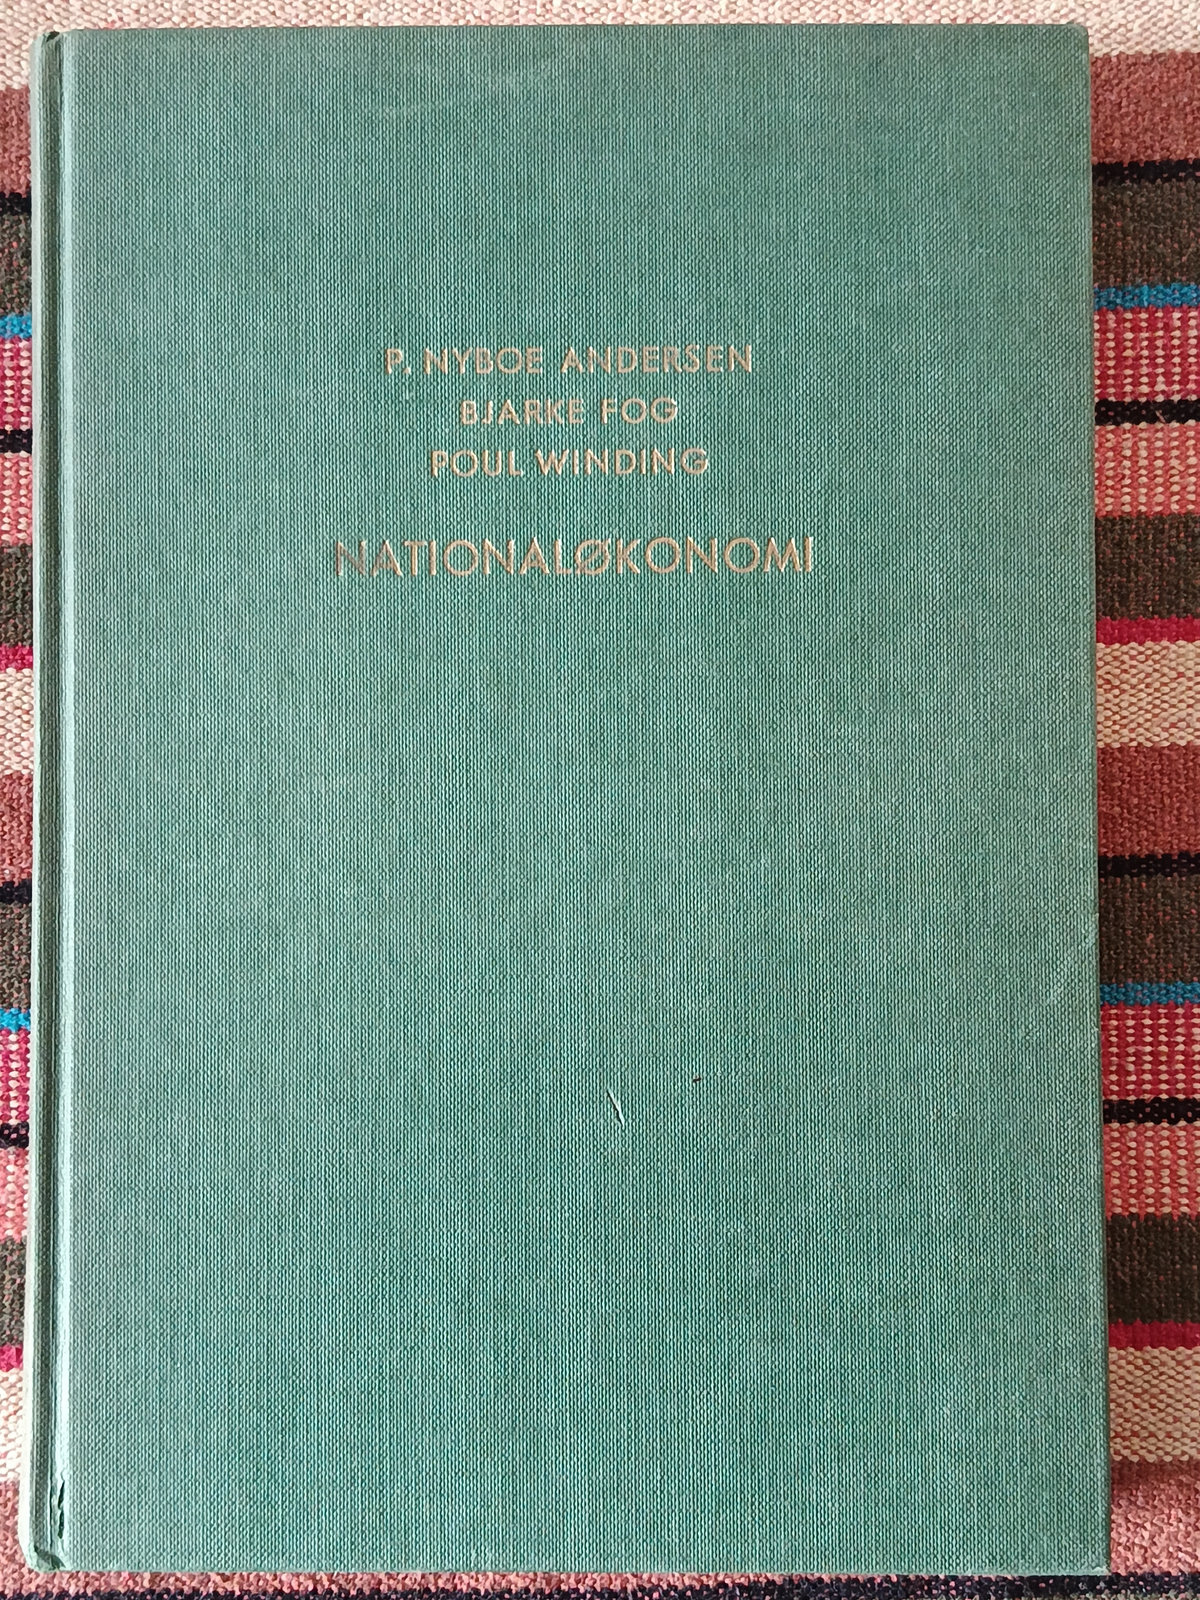 P. NYBOE ANDERSEN
BJARKE FOG
POUL WINDING
NATIONALØKONOMI